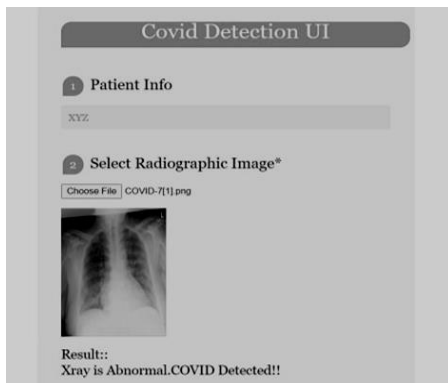 Covid Detection UI
1 Patient Info
XYZ
2 Select Radiographic Image*
Choose File COVID-7[1].png
L
Result::
Xray is Abnormal.COVID Detected!!